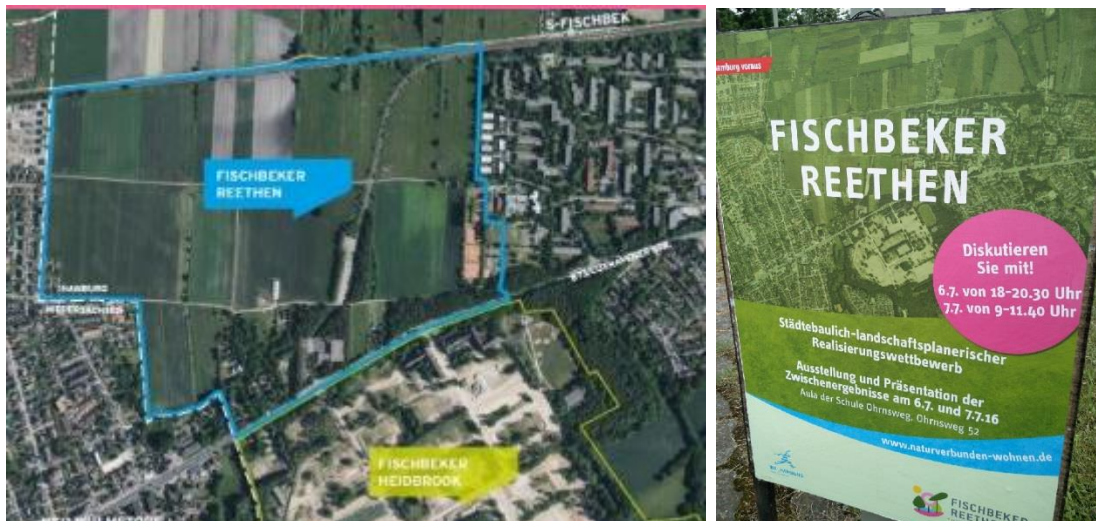 S-FISCHBEK
FISCHBEKER
REETHEN
HAMBURG
NIEDERSACHSEN
FISCHBEKER
HEIDBROOK
FISCHBEKER
REETHEN
Diskutieren
Sie mit!
6.7. von 18-20.30 Uhr
7.7. von 9-11.40 Uhr
Städtebaulich-landschaftsplanerischer
Realisierungswettbewerb
Ausstellung und Präsentation der
Zwischenergebnisse am 6.7. und 7.7.16
Aula der Schule Ohrnsweg, Ohrnsweg 52
www.naturverbunden-wohnen.de
FISCHBEKER
REETHEN